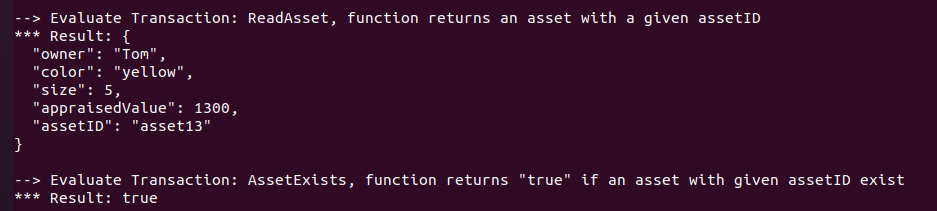 --> Evaluate Transaction: ReadAsset, function returns an asset with a given assetID
*** Result: {
  "owner": "Tom",
  "color": "yellow",
  "size": 5,
  "appraisedValue": 1300,
  "assetID": "asset13"
}
--> Evaluate Transaction: AssetExists, function returns "true" if an asset with given assetID exist
*** Result: true